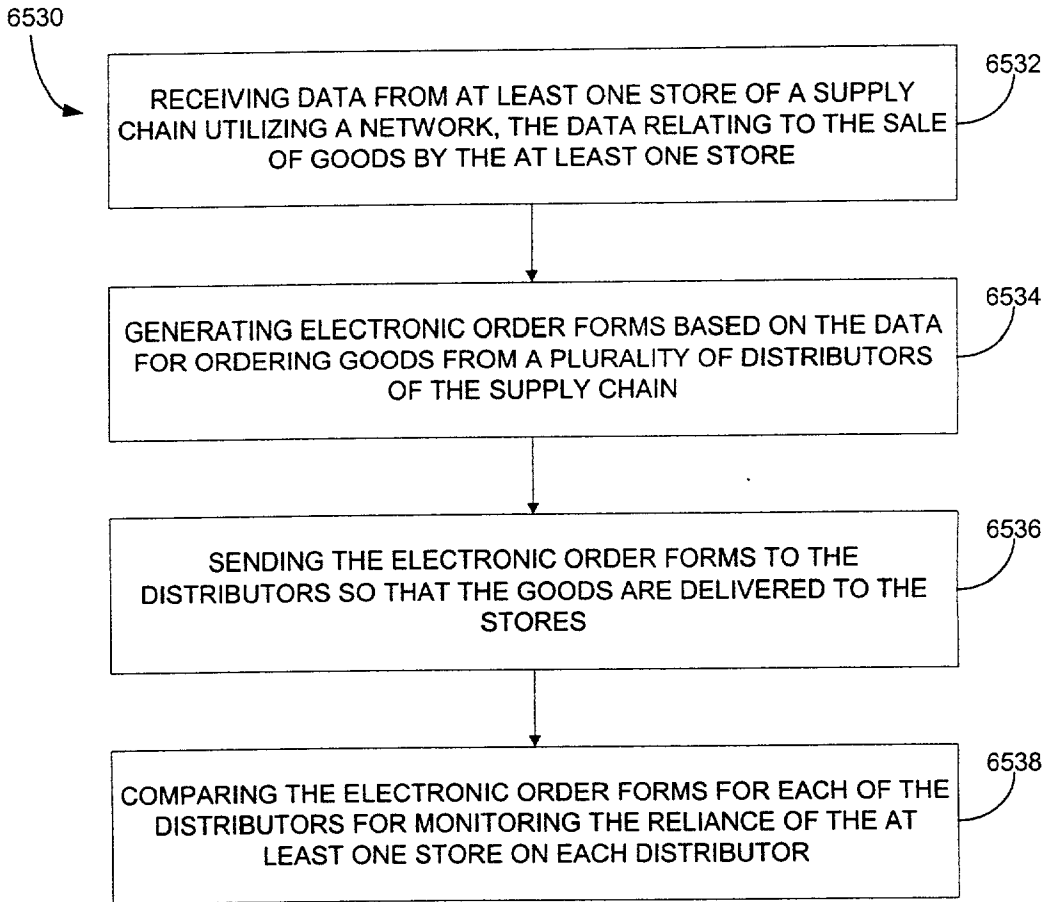 6530
6532
RECEIVING DATA FROM AT LEAST ONE STORE OF A SUPPLY
CHAIN UTILIZING A NETWORK, THE DATA RELATING TO THE SALE
OF GOODS BY THE AT LEAST ONE STORE
6534
GENERATING ELECTRONIC ORDER FORMS BASED ON THE DATA
FOR ORDERING GOODS FROM A PLURALITY OF DISTRIBUTORS
OF THE SUPPLY CHAIN
6536
SENDING THE ELECTRONIC ORDER FORMS TO THE
DISTRIBUTORS SO THAT THE GOODS ARE DELIVERED TO THE
STORES
6538
COMPARING THE ELECTRONIC ORDER FORMS FOR EACH OF THE
DISTRIBUTORS FOR MONITORING THE RELIANCE OF THE AT
LEAST ONE STORE ON EACH DISTRIBUTOR